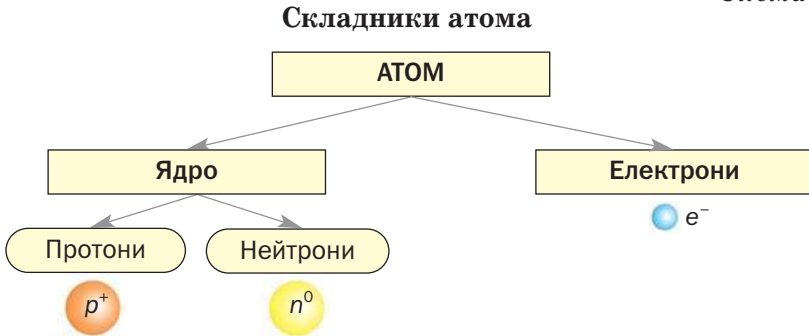 Складники атома
АТОМ
Ядро
Електрони
e⁻
Протони
Нейтрони
p⁺
n⁰